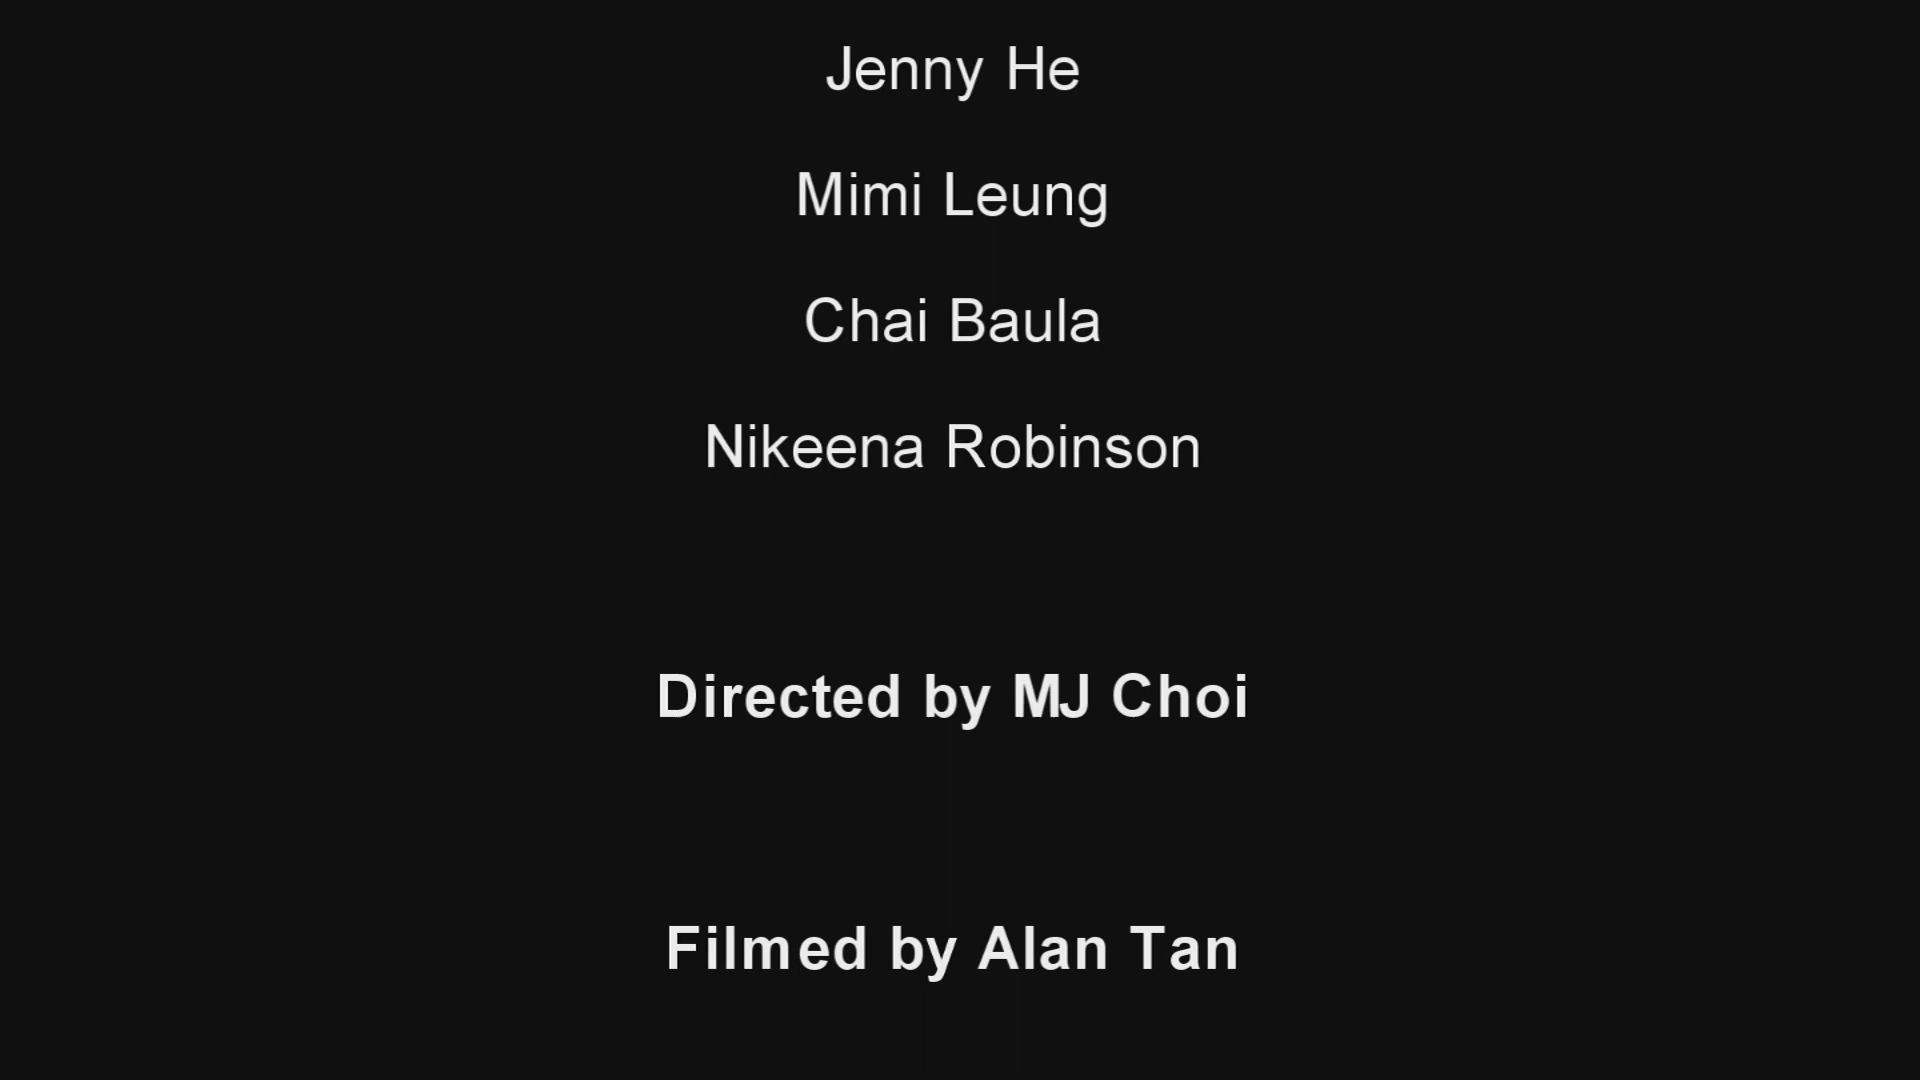 Jenny He
Mimi Leung
Chai Baula
Nikeena Robinson
Directed by MJ Choi
Filmed by Alan Tan